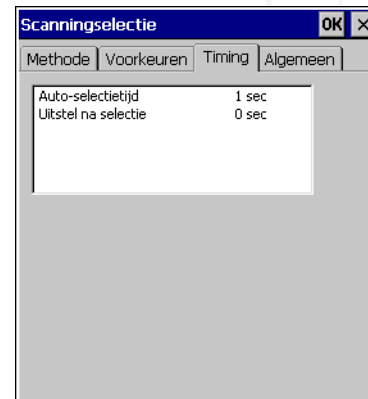 Scanningselectie OK ×
Methode Voorkeuren Timing Algemeen
Auto-selectietijd 1 sec
Uitstel na selectie 0 sec